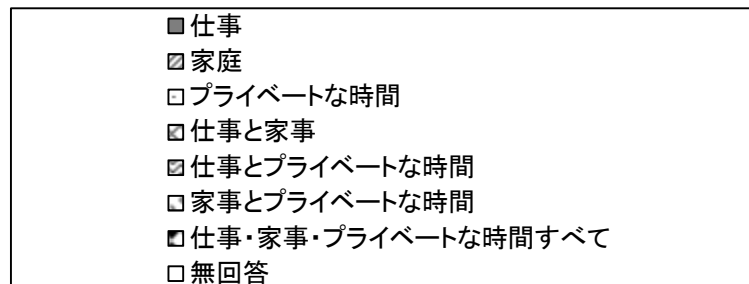 仕事
家庭
プライベートな時間
仕事と家事
仕事とプライベートな時間
家事とプライベートな時間
仕事・家事・プライベートな時間すべて
無回答